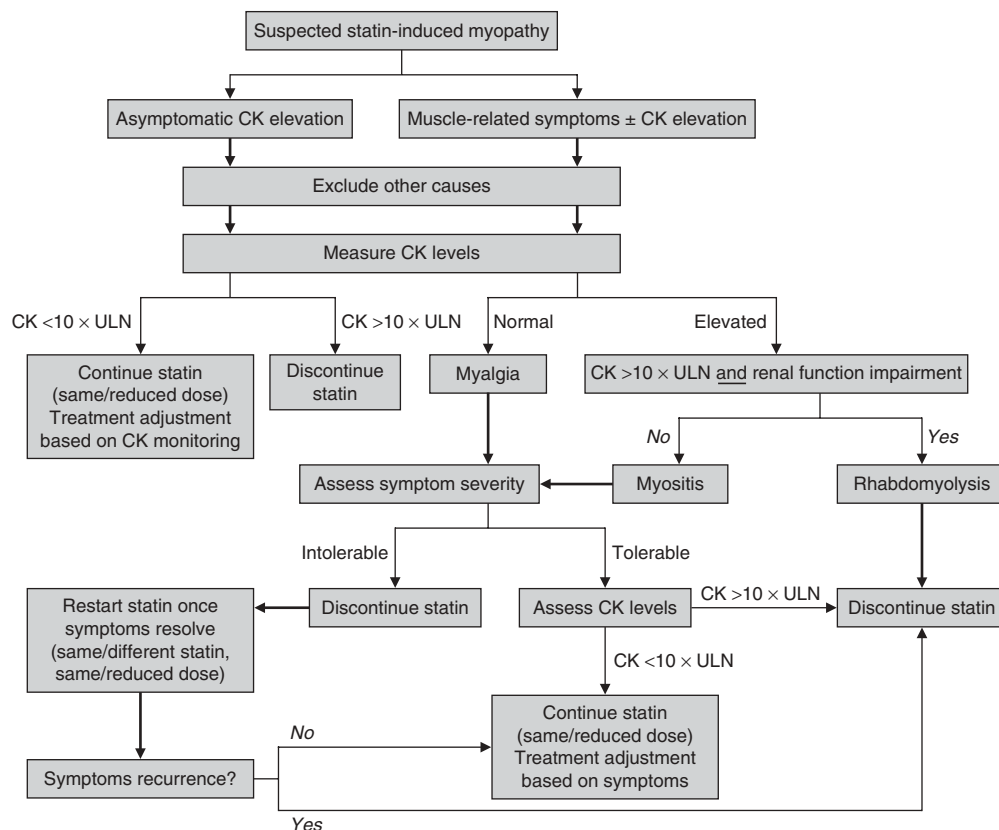 Suspected statin-induced myopathy
Asymptomatic CK elevation
Muscle-related symptoms ± CK elevation
Exclude other causes
Measure CK levels
CK <10 × ULN
CK >10 × ULN
Normal
Elevated
Continue statin
(same/reduced dose)
Treatment adjustment
based on CK monitoring
Discontinue
statin
Myalgia
CK >10 × ULN and renal function impairment
No
Yes
Assess symptom severity
Myositis
Rhabdomyolysis
Intolerable
Tolerable
Restart statin once
symptoms resolve
(same/different statin,
same/reduced dose)
Discontinue statin
Assess CK levels
CK >10 × ULN
Discontinue statin
CK <10 × ULN
Continue statin
(same/reduced dose)
Treatment adjustment
based on symptoms
No
Symptoms recurrence?
Yes